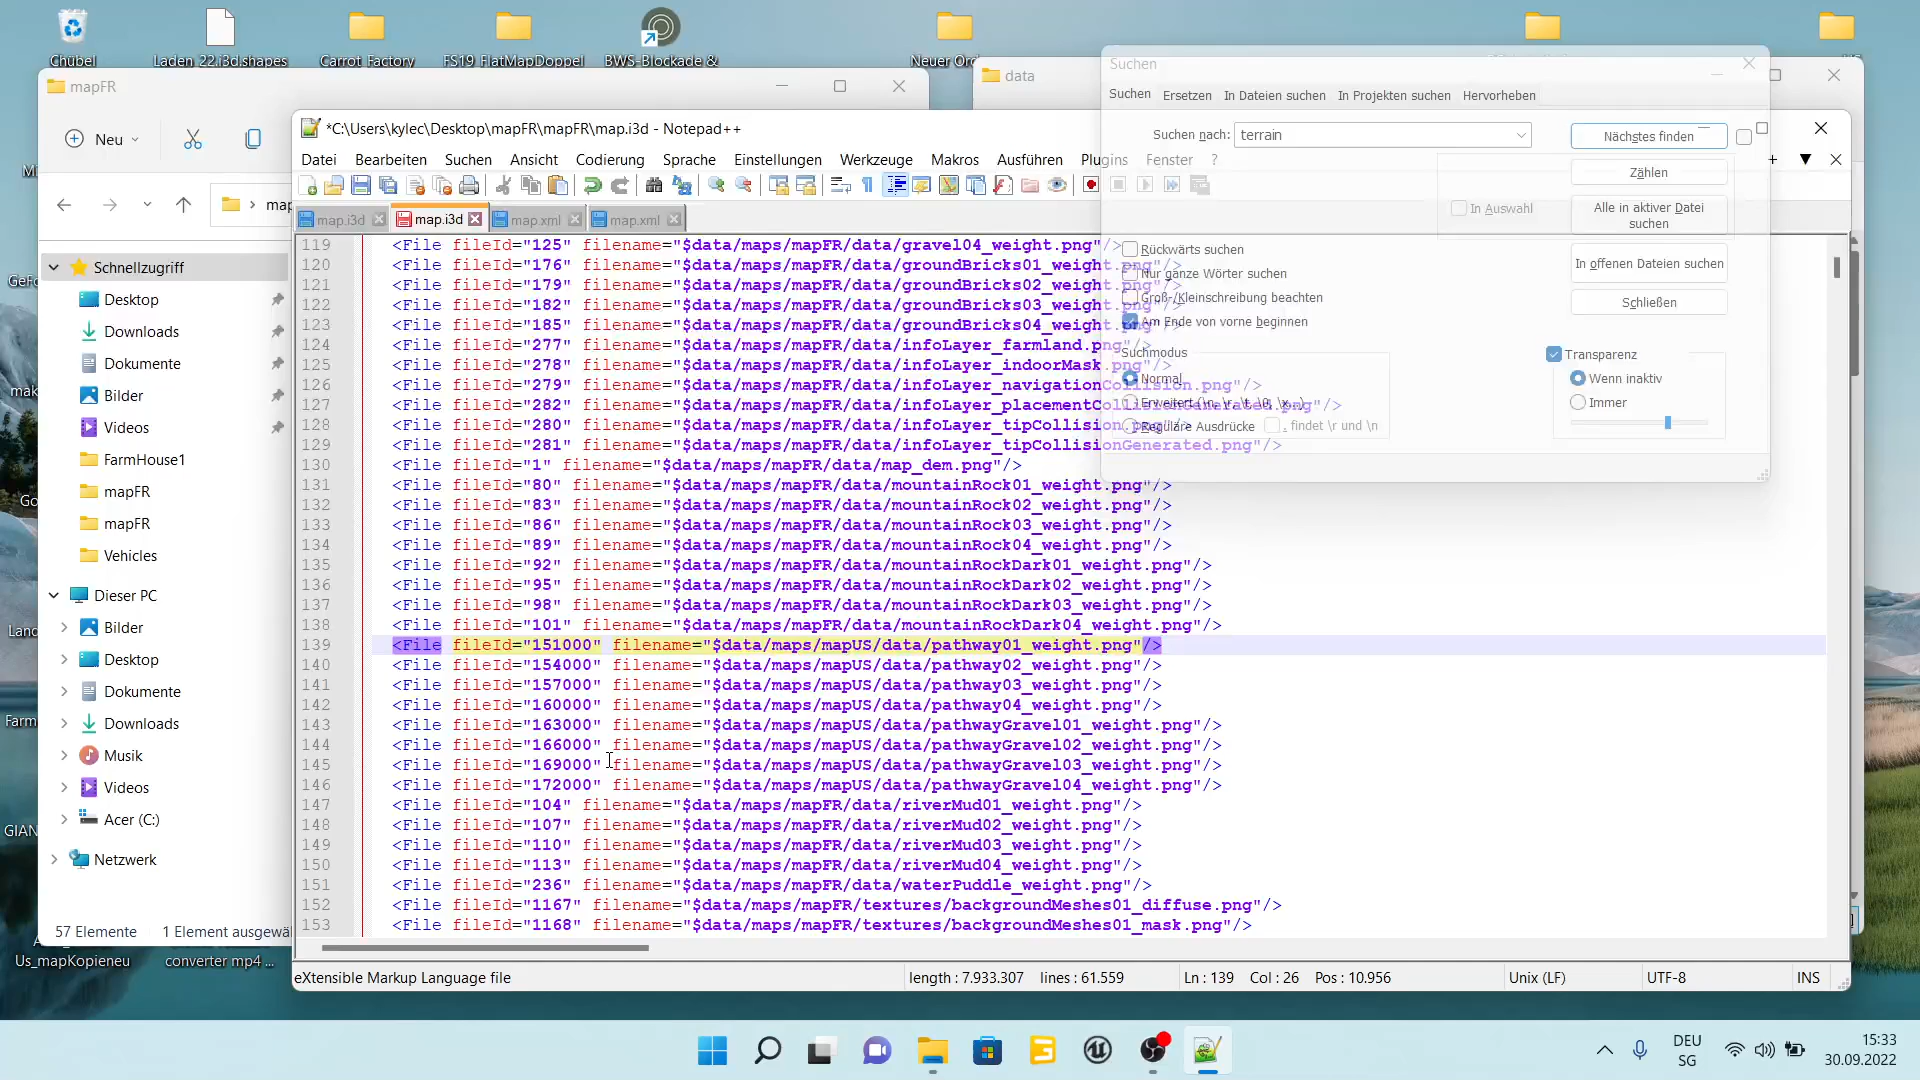 Chübel
Laden_22.i3d.shapes
Carrot_Factory
FS19_FlatMapDoppel
BWS-Blockade &
Neuer Ord
mapFR
data
Neu
*C:\Users\kylec\Desktop\mapFR\mapFR\map.i3d - Notepad++
Datei Bearbeiten Suchen Ansicht Codierung Sprache Einstellungen Werkzeuge Makros Ausführen Plugins Fenster ?
map.i3d map.i3d map.xml map.xml
Suchen
Suchen Ersetzen In Dateien suchen In Projekten suchen Hervorheben
Suchen nach: terrain
Nächstes finden
Zählen
In Auswahl
Alle in aktiver Datei
suchen
In offenen Dateien suchen
Schließen
Rückwärts suchen
Nur ganze Wörter suchen
Groß-/Kleinschreibung beachten
Am Ende von vorne beginnen
Suchmodus
Normal
Erweitert (\n, \r, \t, \0, \x...)
Reguläre Ausdrücke . findet \r und \n
Transparenz
Wenn inaktiv
Immer
Schnellzugriff
Desktop
Downloads
Dokumente
Bilder
Videos
FarmHouse1
mapFR
mapFR
Vehicles
Dieser PC
Bilder
Desktop
Dokumente
Downloads
Musik
Videos
Acer (C:)
Netzwerk
57 Elemente 1 Element ausgewäh
119 <File fileId="125" filename="$data/maps/mapFR/data/gravel04_weight.png"/>
120 <File fileId="176" filename="$data/maps/mapFR/data/groundBricks01_weight.png"/>
121 <File fileId="179" filename="$data/maps/mapFR/data/groundBricks02_weight.png"/>
122 <File fileId="182" filename="$data/maps/mapFR/data/groundBricks03_weight.png"/>
123 <File fileId="185" filename="$data/maps/mapFR/data/groundBricks04_weight.png"/>
124 <File fileId="277" filename="$data/maps/mapFR/data/infoLayer_farmland.png"/>
125 <File fileId="278" filename="$data/maps/mapFR/data/infoLayer_indoorMask.png"/>
126 <File fileId="279" filename="$data/maps/mapFR/data/infoLayer_navigationCollision.png"/>
127 <File fileId="282" filename="$data/maps/mapFR/data/infoLayer_placementCollisionGenerated.png"/>
128 <File fileId="280" filename="$data/maps/mapFR/data/infoLayer_tipCollision.png"/>
129 <File fileId="281" filename="$data/maps/mapFR/data/infoLayer_tipCollisionGenerated.png"/>
130 <File fileId="1" filename="$data/maps/mapFR/data/map_dem.png"/>
131 <File fileId="80" filename="$data/maps/mapFR/data/mountainRock01_weight.png"/>
132 <File fileId="83" filename="$data/maps/mapFR/data/mountainRock02_weight.png"/>
133 <File fileId="86" filename="$data/maps/mapFR/data/mountainRock03_weight.png"/>
134 <File fileId="89" filename="$data/maps/mapFR/data/mountainRock04_weight.png"/>
135 <File fileId="92" filename="$data/maps/mapFR/data/mountainRockDark01_weight.png"/>
136 <File fileId="95" filename="$data/maps/mapFR/data/mountainRockDark02_weight.png"/>
137 <File fileId="98" filename="$data/maps/mapFR/data/mountainRockDark03_weight.png"/>
138 <File fileId="101" filename="$data/maps/mapFR/data/mountainRockDark04_weight.png"/>
139 <File fileId="151000" filename="$data/maps/mapUS/data/pathway01_weight.png"/>
140 <File fileId="154000" filename="$data/maps/mapUS/data/pathway02_weight.png"/>
141 <File fileId="157000" filename="$data/maps/mapUS/data/pathway03_weight.png"/>
142 <File fileId="160000" filename="$data/maps/mapUS/data/pathway04_weight.png"/>
143 <File fileId="163000" filename="$data/maps/mapUS/data/pathwayGravel01_weight.png"/>
144 <File fileId="166000" filename="$data/maps/mapUS/data/pathwayGravel02_weight.png"/>
145 <File fileId="169000" filename="$data/maps/mapUS/data/pathwayGravel03_weight.png"/>
146 <File fileId="172000" filename="$data/maps/mapUS/data/pathwayGravel04_weight.png"/>
147 <File fileId="104" filename="$data/maps/mapFR/data/riverMud01_weight.png"/>
148 <File fileId="107" filename="$data/maps/mapFR/data/riverMud02_weight.png"/>
149 <File fileId="110" filename="$data/maps/mapFR/data/riverMud03_weight.png"/>
150 <File fileId="113" filename="$data/maps/mapFR/data/riverMud04_weight.png"/>
151 <File fileId="236" filename="$data/maps/mapFR/data/waterPuddle_weight.png"/>
152 <File fileId="1167" filename="$data/maps/mapFR/textures/backgroundMeshes01_diffuse.png"/>
153 <File fileId="1168" filename="$data/maps/mapFR/textures/backgroundMeshes01_mask.png"/>
Us_mapKopieneu
converter mp4 ...
eXtensible Markup Language file length : 7.933.307 lines : 61.559 Ln : 139 Col : 26 Pos : 10.956 Unix (LF) UTF-8 INS
DEU
SG
15:33
30.09.2022